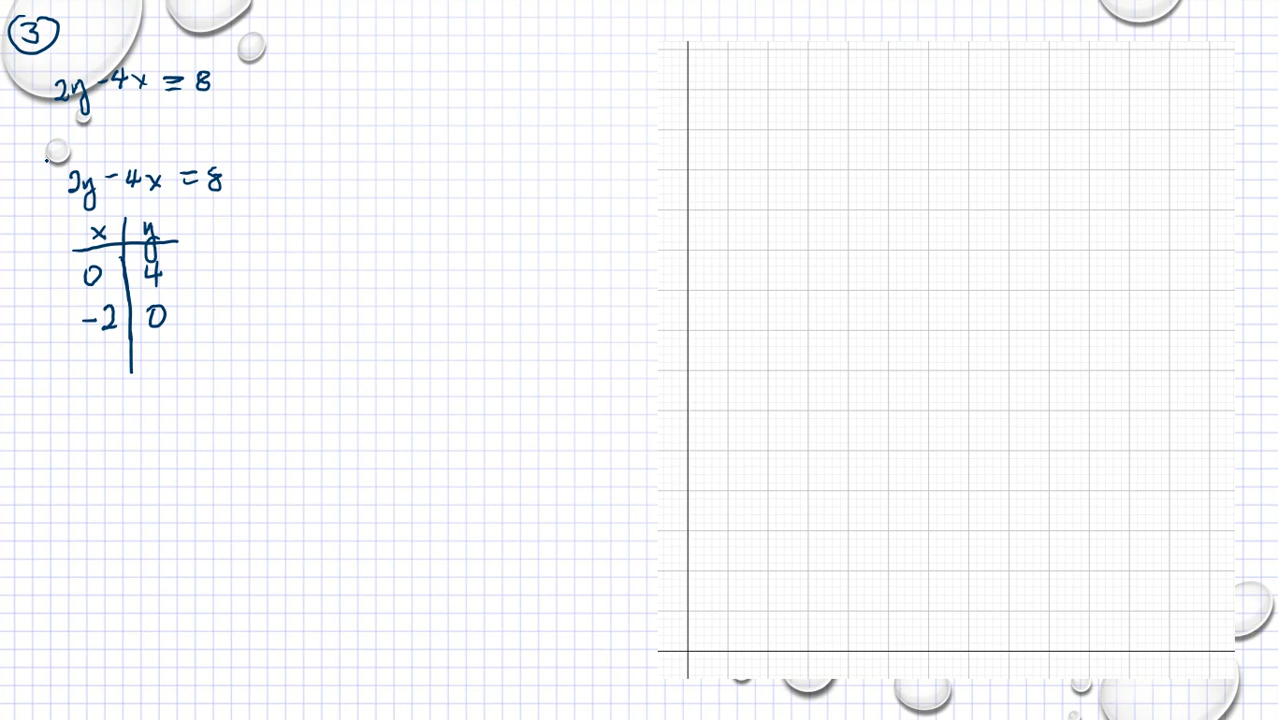 3
2y - 4x ≥ 8
2y - 4x = 8
x | y
0 | 4
-2 | 0